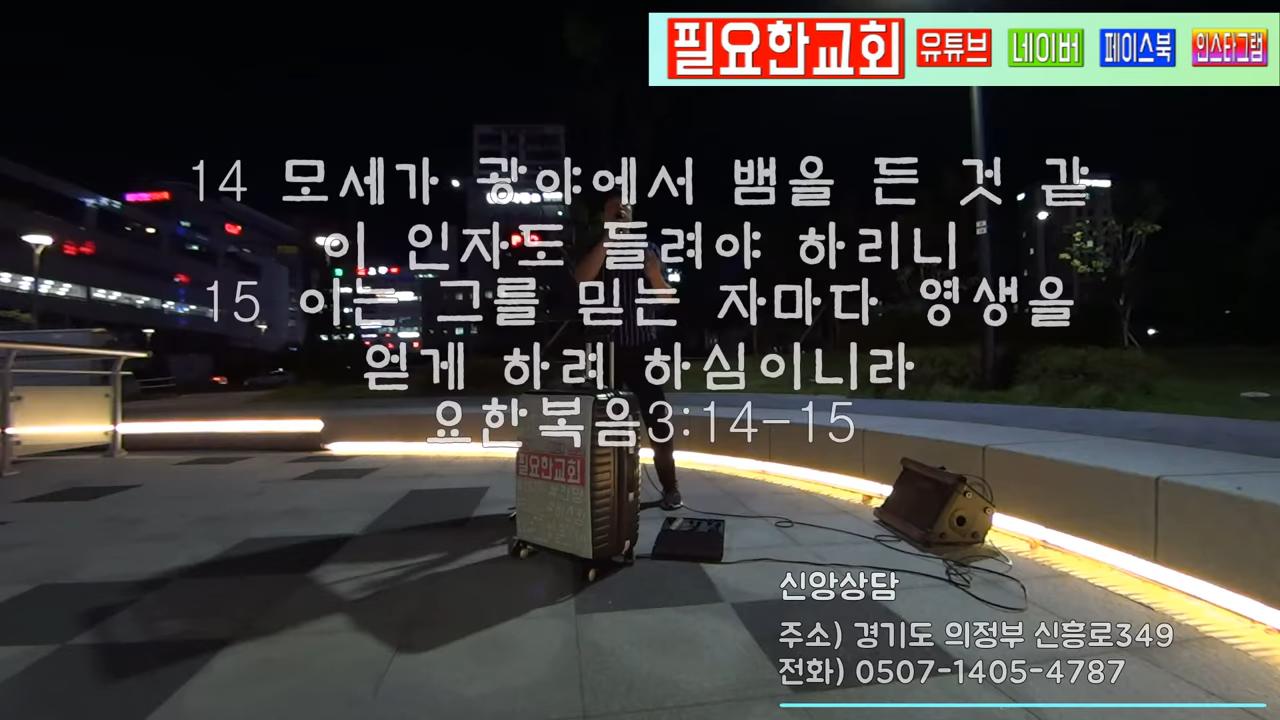 필요한교회 유튜브 네이버 페이스북 인스타그램
14 모세가 광야에서 뱀을 든 것 같
이 인자도 들려야 하리니
15 이는 그를 믿는 자마다 영생을
얻게 하려 하심이니라
요한복음3:14-15
필요한교회
신앙상담
주소) 경기도 의정부 신흥로349
전화) 0507-1405-4787